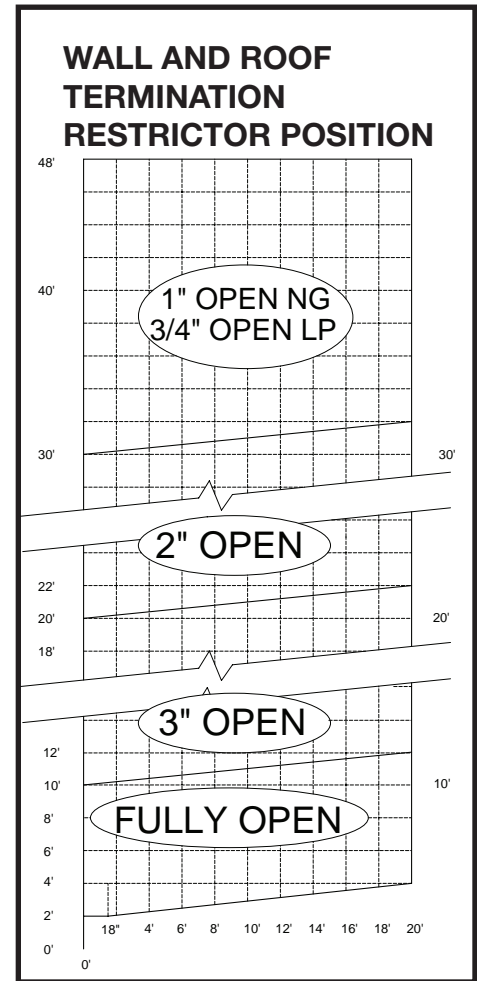 WALL AND ROOF
TERMINATION
RESTRICTOR POSITION
48'
40'
1" OPEN NG
3/4" OPEN LP
30' 30'
2" OPEN
22'
20' 20'
18'
3" OPEN
12'
10' 10'
8'
FULLY OPEN
6'
4'
2'
18" 4' 6' 8' 10' 12' 14' 16' 18' 20'
0'
0'